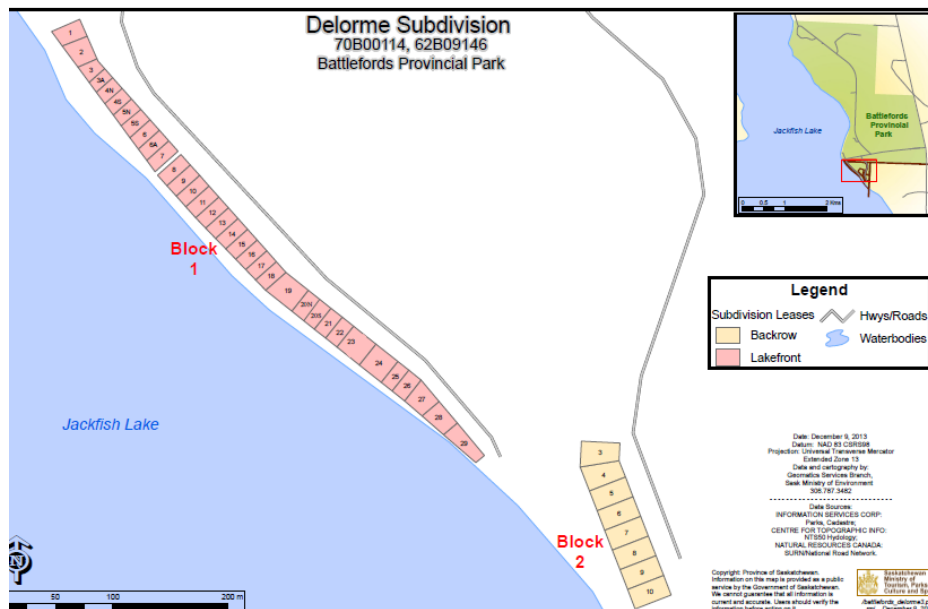 Delorme Subdivision
70B00114, 62B09146
Battlefords Provincial Park
1
2
3
3A
4N
4S
5N
5S
6
6A
7
8
9
10
11
12
13
14
15
16
17
18
19
20N
20S
21
22
23
24
25
26
27
28
29
Block
1
Jackfish Lake
3
4
5
6
7
8
9
10
Block
2
N
50
100
200 m
Jackfish Lake
Battlefords
Provincial
Park
0 0.5 1
Legend
Subdivision Leases
Hwys/Roads
Backrow
Waterbodies
Lakefront
Date: December 9, 2013
Datum: NAD 83 CSRS98
Projection: Universal Transverse Mercator
Extended Zone 13
Data and cartography by:
Geomatics Services Branch,
Sask Ministry of Environment
306.787.3482
Data Sources:
INFORMATION SERVICES CORP:
Parks, Cadastre;
CENTRE FOR TOPOGRAPHIC INFO:
NTS50 Hydrology;
NATURAL RESOURCES CANADA:
SURN/National Road Network.
Copyright: Province of Saskatchewan.
Information on this map is provided as a public
service by the Government of Saskatchewan.
We cannot guarantee that all information is
current and accurate. Users should verify the
Saskatchewan
Ministry of
Tourism, Parks,